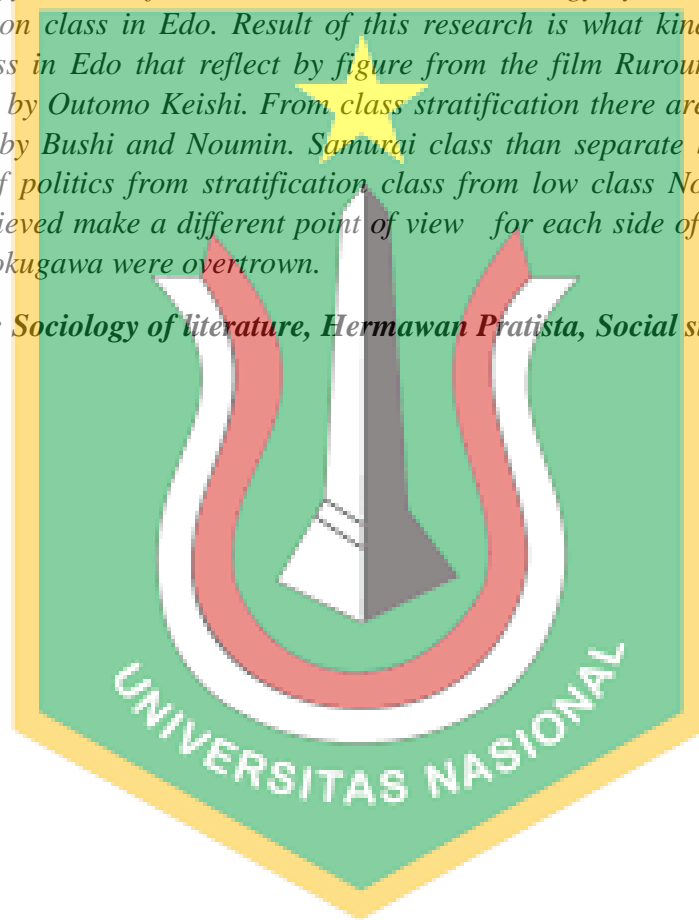 on class in Edo. Result of this research is what kin
ss in Edo that reflect by figure from the film Rurour
by Outomo Keishi. From class stratification there are
by Bushi and Noumin. Samurai class than separate
f politics from stratification class from low class No
ieved make a different point of view for each side of
okugawa were overtrown.
Sociology of literature, Hermawan Pratista, Social s
UNIVERSITAS NASIONAL